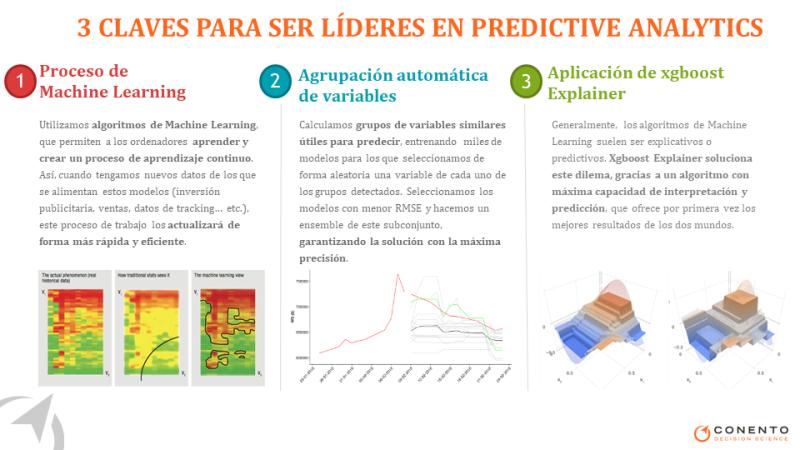 3 CLAVES PARA SER LÍDERES EN PREDICTIVE ANALYTICS
1
Proceso de
Machine Learning
Utilizamos algoritmos de Machine Learning,
que permiten a los ordenadores aprender y
crear un proceso de aprendizaje continuo.
Así, cuando tengamos nuevos datos de los que
se alimentan estos modelos (inversión
publicitaria, ventas, datos de tracking... etc.),
este proceso de trabajo los actualizará de
forma más rápida y eficiente.
The actual phenomenon (real
historical data)
How traditional stats sees it
The machine learning view
2
Agrupación automática
de variables
Calculamos grupos de variables similares
útiles para predecir, entrenando miles de
modelos para los que seleccionamos de
forma aleatoria una variable de cada uno de
los grupos detectados. Seleccionamos los
modelos con menor RMSE y hacemos un
ensemble de este subconjunto,
garantizando la solución con la máxima
precisión.
3
Aplicación de xgboost
Explainer
Generalmente, los algoritmos de Machine
Learning suelen ser explicativos o
predictivos. Xgboost Explainer soluciona
este dilema, gracias a un algoritmo con
máxima capacidad de interpretación y
predicción, que ofrece por primera vez los
mejores resultados de los dos mundos.
CONENTO
DECISION SCIENCE